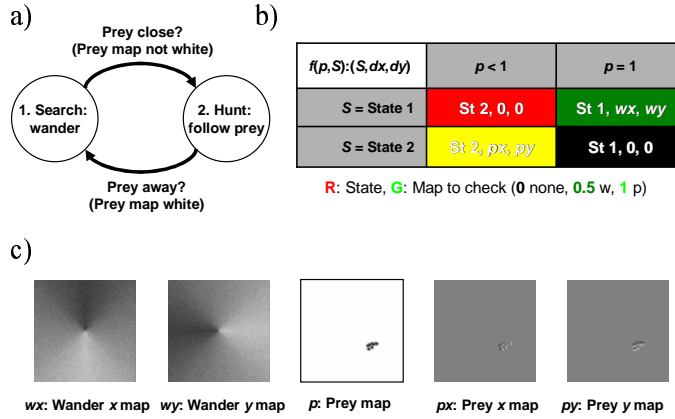 a)
Prey close?
(Prey map not white)
1. Search:
wander
2. Hunt:
follow prey
Prey away?
(Prey map white)
b)
f(p,S):(S,dx,dy) p < 1 p = 1
S = State 1 St 2, 0, 0 St 1, wx, wy
S = State 2 St 2, px, py St 1, 0, 0
R: State, G: Map to check (0 none, 0.5 w, 1 p)
c)
wx: Wander x map wy: Wander y map p: Prey map px: Prey x map py: Prey y map